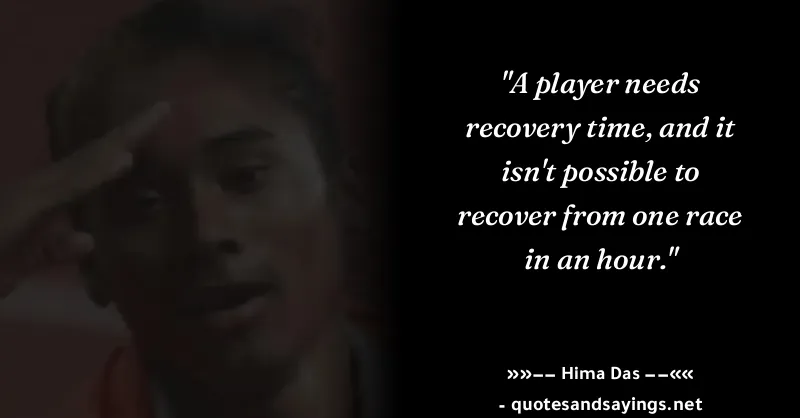 "A player needs
recovery time, and it
isn't possible to
recover from one race
in an hour."
»»–– Hima Das ––««
- quotesandsayings.net